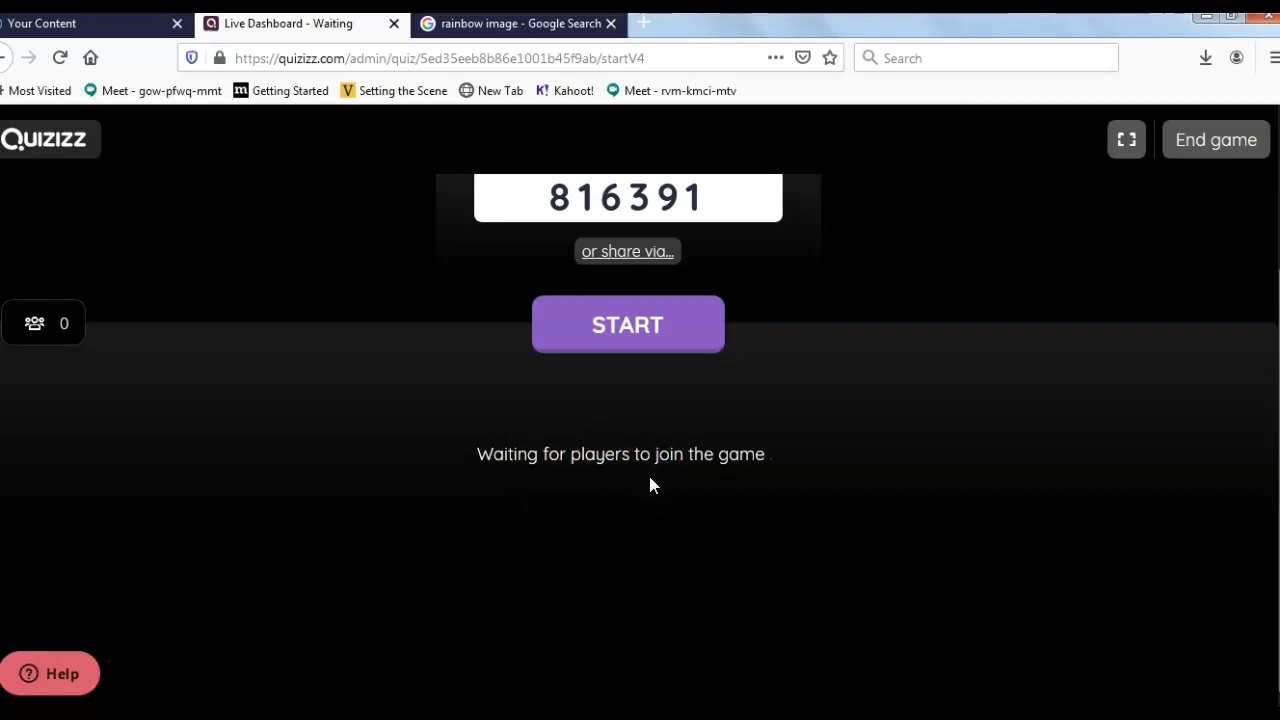 Your Content
Live Dashboard - Waiting
rainbow image - Google Search
https://quizizz.com/admin/quiz/5ed35eeb8b86e1001b45f9ab/startV4
Search
Most Visited
Meet - gow-pfwq-mmt
Getting Started
Setting the Scene
New Tab
Kahoot!
Meet - rvm-kmci-mtv
QUIZIZZ
End game
816391
or share via...
0
START
Waiting for players to join the game .
Help